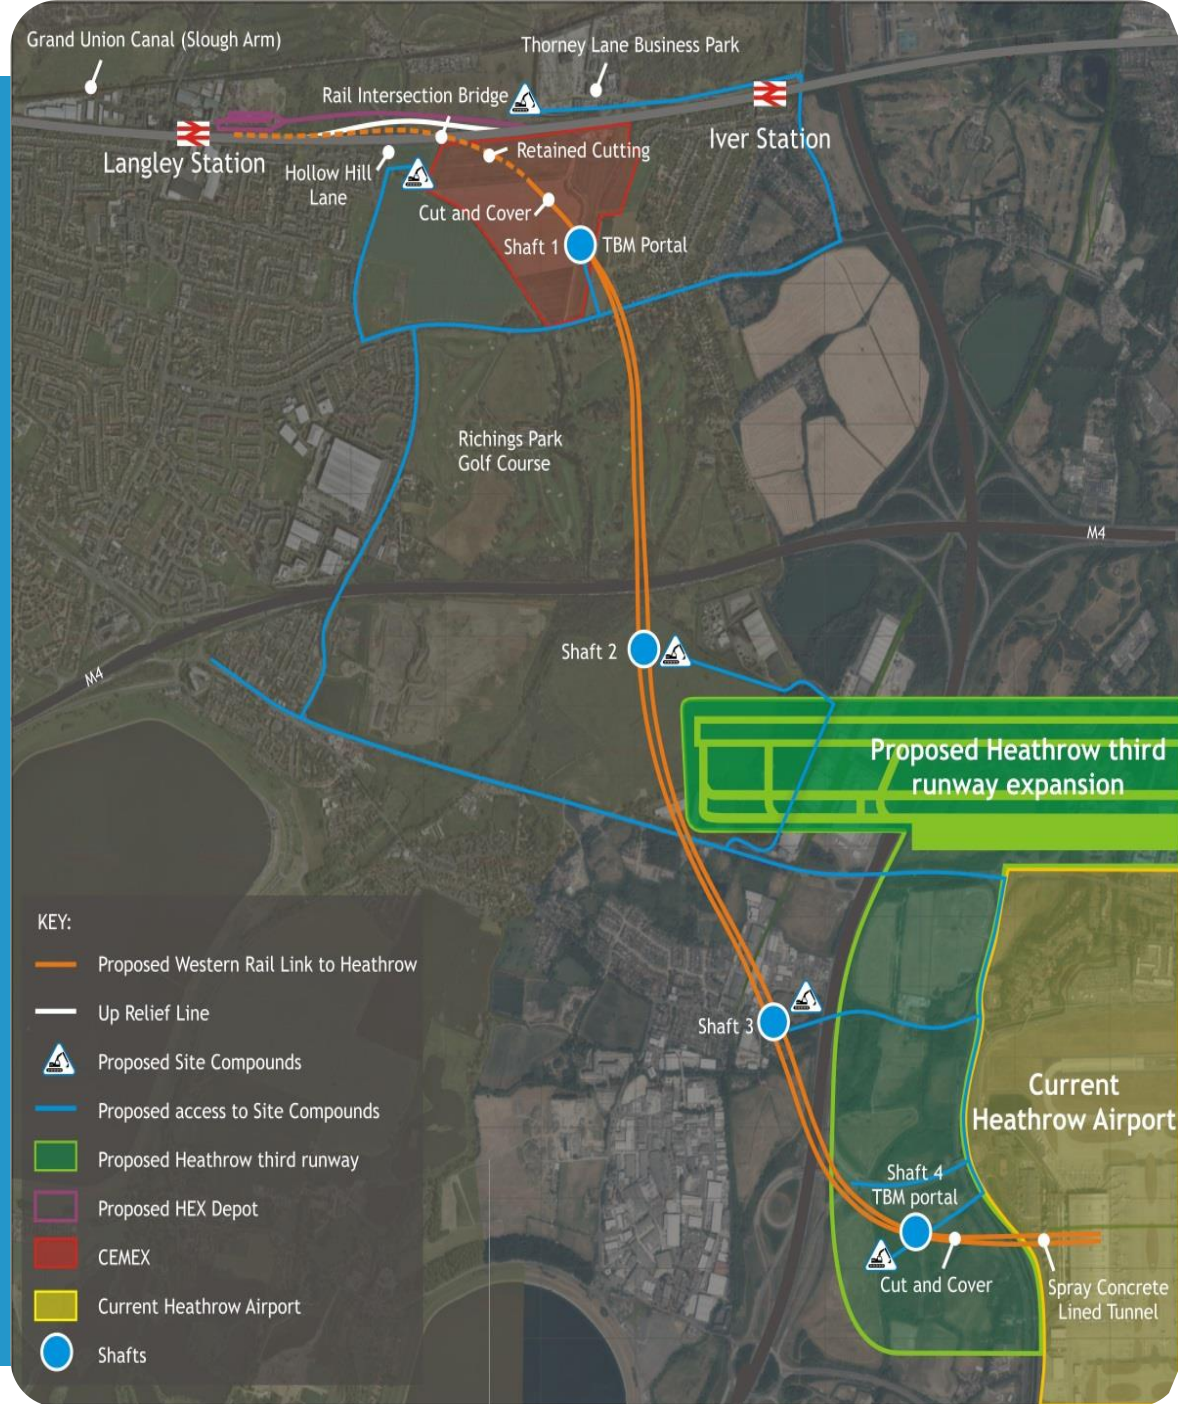 Grand Union Canal (Slough Arm)
Thorney Lane Business Park
Rail Intersection Bridge
Iver Station
Langley Station
Retained Cutting
Hollow Hill
Lane
Cut and Cover
Shaft 1
TBM Portal
Richings Park
Golf Course
M4
Shaft 2
M4
Proposed Heathrow third
runway expansion
Shaft 3
Current
Heathrow Airport
Shaft 4
TBM portal
Cut and Cover
Spray Concrete
Lined Tunnel
KEY:
Proposed Western Rail Link to Heathrow
Up Relief Line
Proposed Site Compounds
Proposed access to Site Compounds
Proposed Heathrow third runway
Proposed HEX Depot
CEMEX
Current Heathrow Airport
Shafts